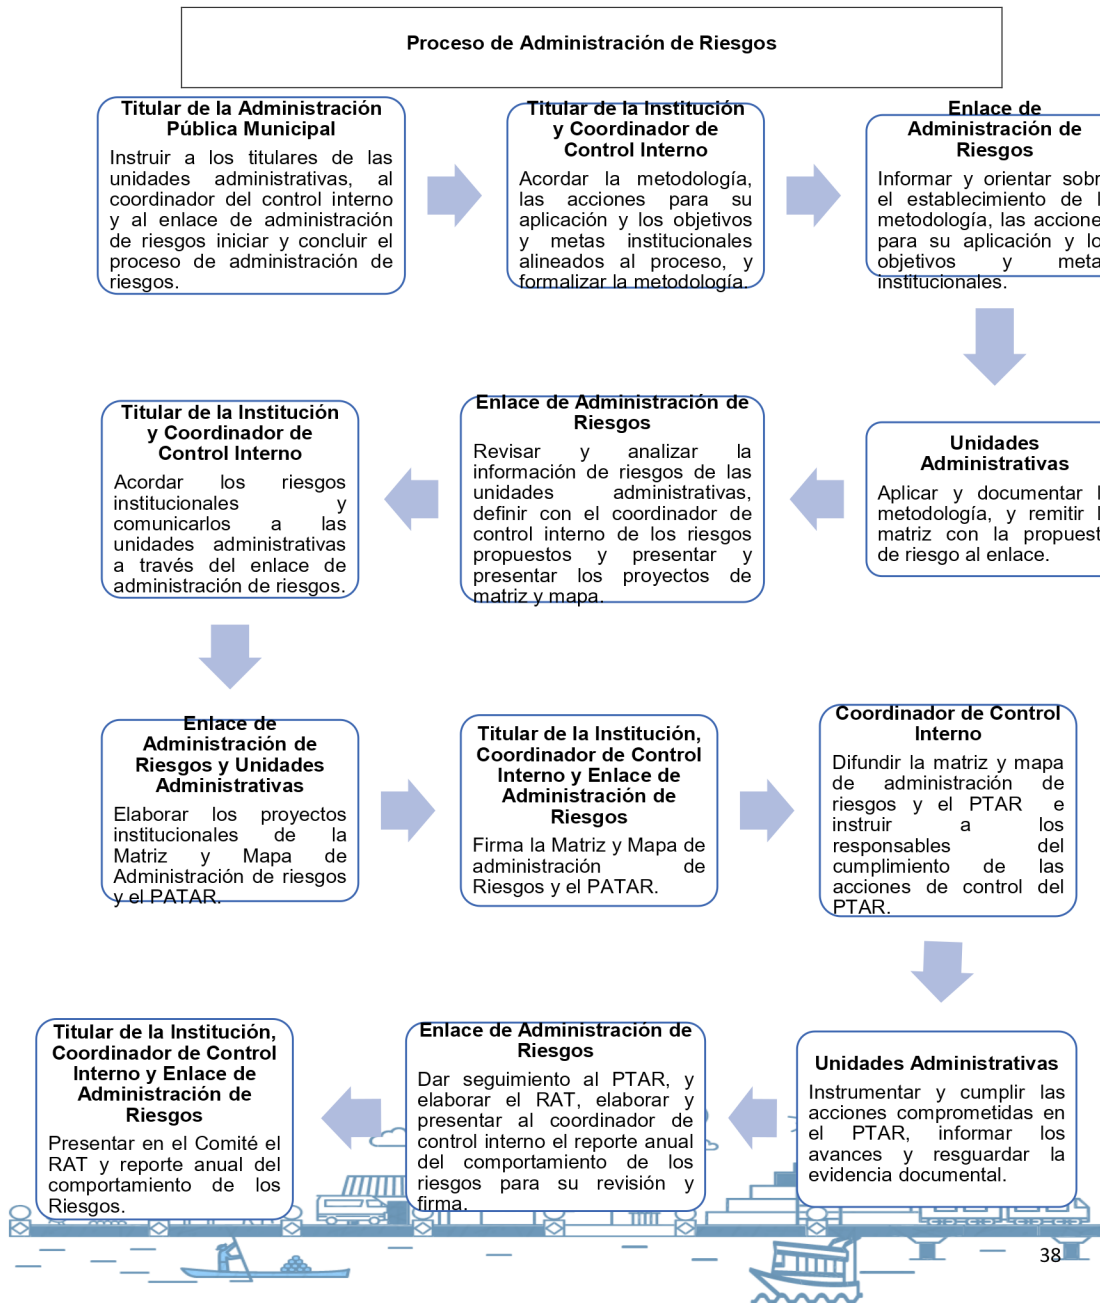 Proceso de Administración de Riesgos
Titular de la Administración
Pública Municipal
Instruir a los titulares de las
unidades administrativas, al
coordinador del control interno
y al enlace de administración
de riesgos iniciar y concluir el
proceso de administración de
riesgos.
Titular de la Institución
y Coordinador de
Control Interno
Acordar la metodología,
las acciones para su
aplicación y los objetivos
y metas institucionales
alineados al proceso, y
formalizar la metodología.
Enlace de
Administración de
Riesgos
Informar y orientar sobr
el establecimiento de l
metodología, las accione
para su aplicación y lo
objetivos y meta
institucionales.
Unidades
Administrativas
Aplicar y documentar l
metodología, y remitir l
matriz con la propuest
de riesgo al enlace.
Enlace de Administración de
Riesgos
Revisar y analizar la
información de riesgos de las
unidades administrativas,
definir con el coordinador de
control interno de los riesgos
propuestos y presentar y
presentar los proyectos de
matriz y mapa.
Titular de la Institución
y Coordinador de
Control Interno
Acordar los riesgos
institucionales y
comunicarlos a las
unidades administrativas
a través del enlace de
administración de riesgos.
Enlace de
Administración de
Riesgos y Unidades
Administrativas
Elaborar los proyectos
institucionales de la
Matriz y Mapa de
Administración de riesgos
y el PATAR.
Titular de la Institución,
Coordinador de Control
Interno y Enlace de
Administración de
Riesgos
Firma la Matriz y Mapa de
administración de
Riesgos y el PATAR.
Coordinador de Control
Interno
Difundir la matriz y mapa
de administración de
riesgos y el PTAR e
instruir a los
responsables del
cumplimiento de las
acciones de control del
PTAR.
Unidades Administrativas
Instrumentar y cumplir las
acciones comprometidas en
el PTAR, informar los
avances y resguardar la
evidencia documental.
Enlace de Administración de
Riesgos
Dar seguimiento al PTAR, y
elaborar el RAT, elaborar y
presentar al coordinador de
control interno el reporte anual
del comportamiento de los
riesgos para su revisión y
firma.
Titular de la Institución,
Coordinador de Control
Interno y Enlace de
Administración de
Riesgos
Presentar en el Comité el
RAT y reporte anual del
comportamiento de los
Riesgos.
38